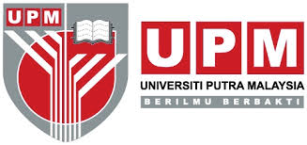 UPM
UPM
UNIVERSITI PUTRA MALAYSIA
BERILMU BERBAKTI